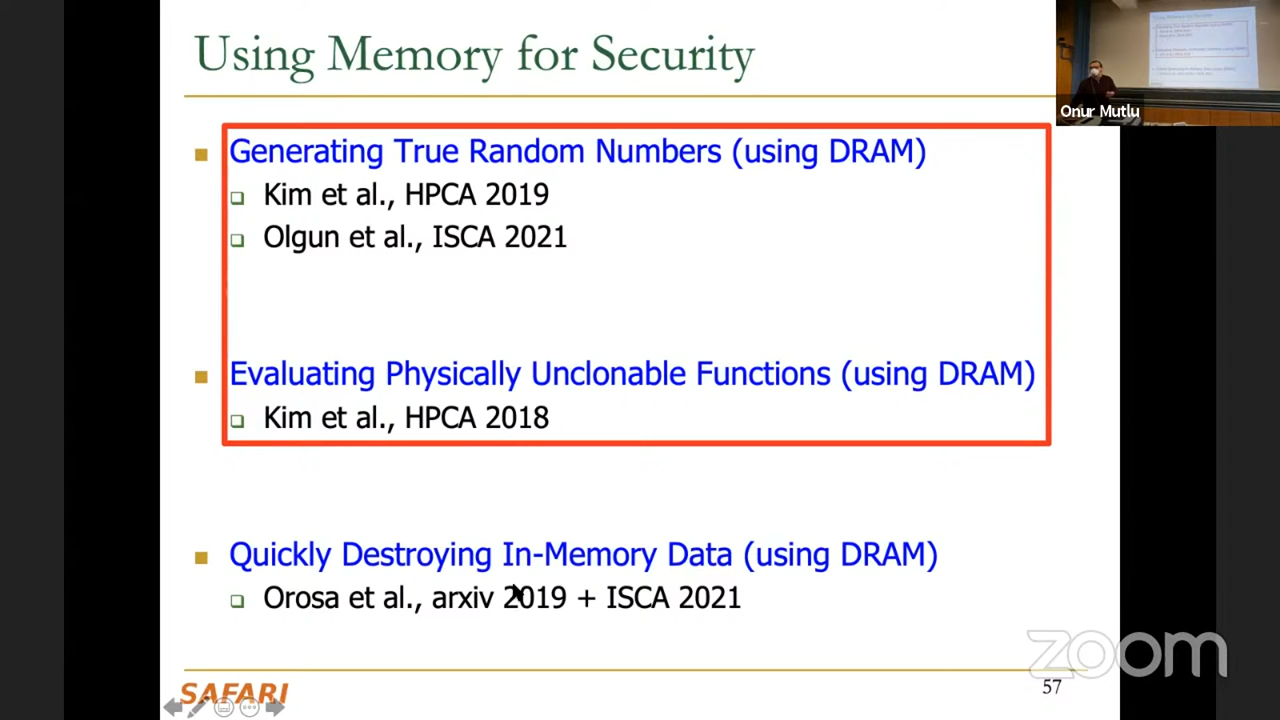 Using Memory for Security
Onur Mutlu
Generating True Random Numbers (using DRAM)
Kim et al., HPCA 2019
Olgun et al., ISCA 2021
Evaluating Physically Unclonable Functions (using DRAM)
Kim et al., HPCA 2018
Quickly Destroying In-Memory Data (using DRAM)
Orosa et al., arxiv 2019 + ISCA 2021
zoom
SAFARI
57